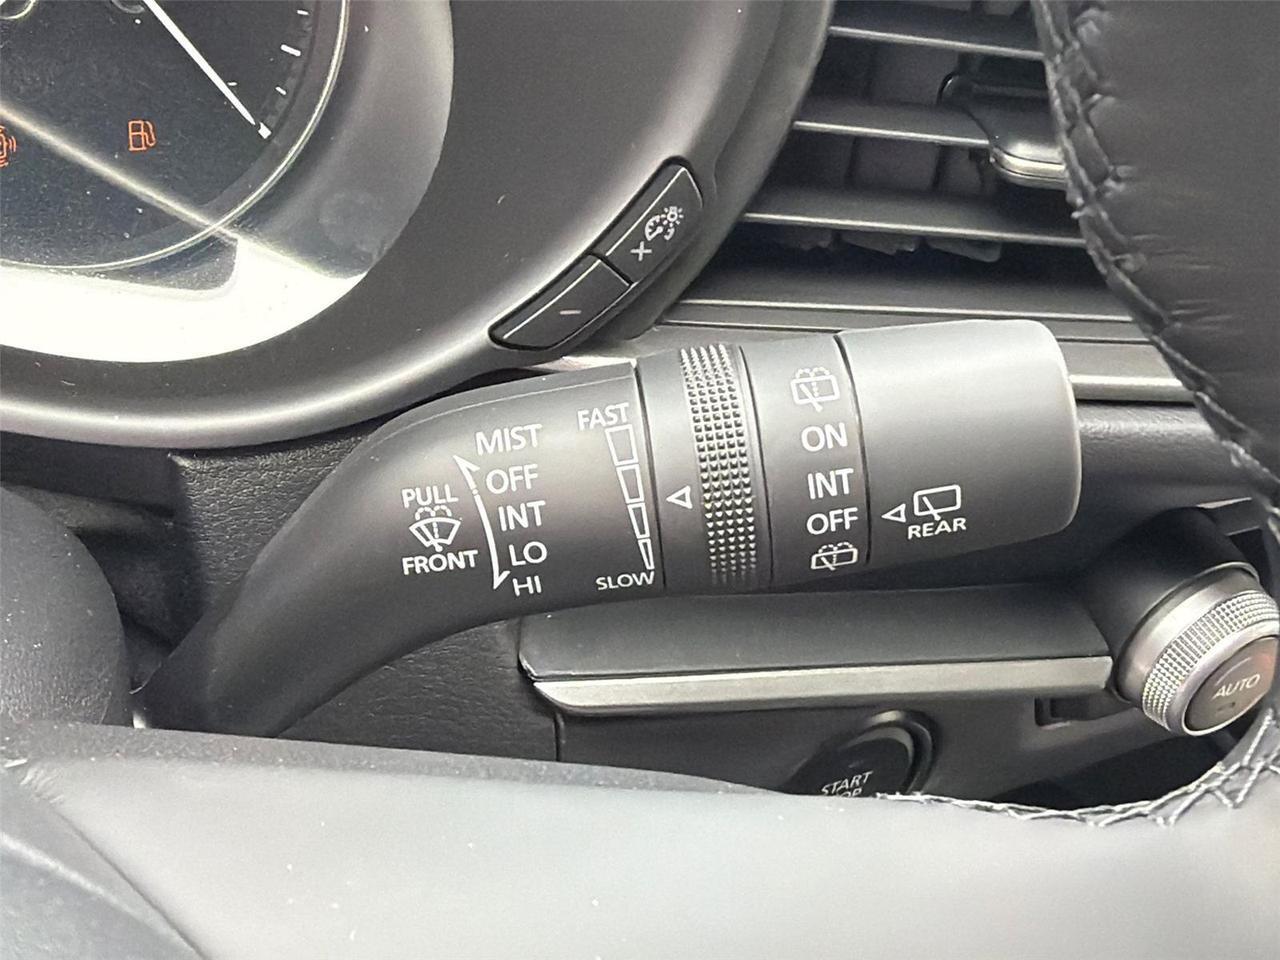 +
-
MIST
OFF
INT
LO
HI
PULL
FRONT
FAST
SLOW
ON
INT
OFF
REAR
AUTO
START